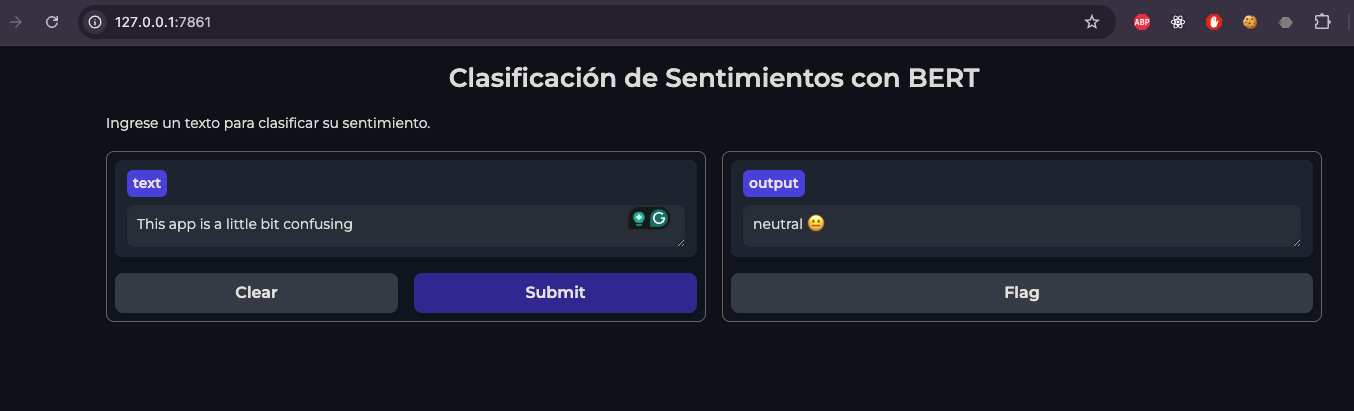 127.0.0.1:7861
ABP
Clasificación de Sentimientos con BERT
Ingrese un texto para clasificar su sentimiento.
text
This app is a little bit confusing
G
Clear
Submit
output
neutral 😐
Flag